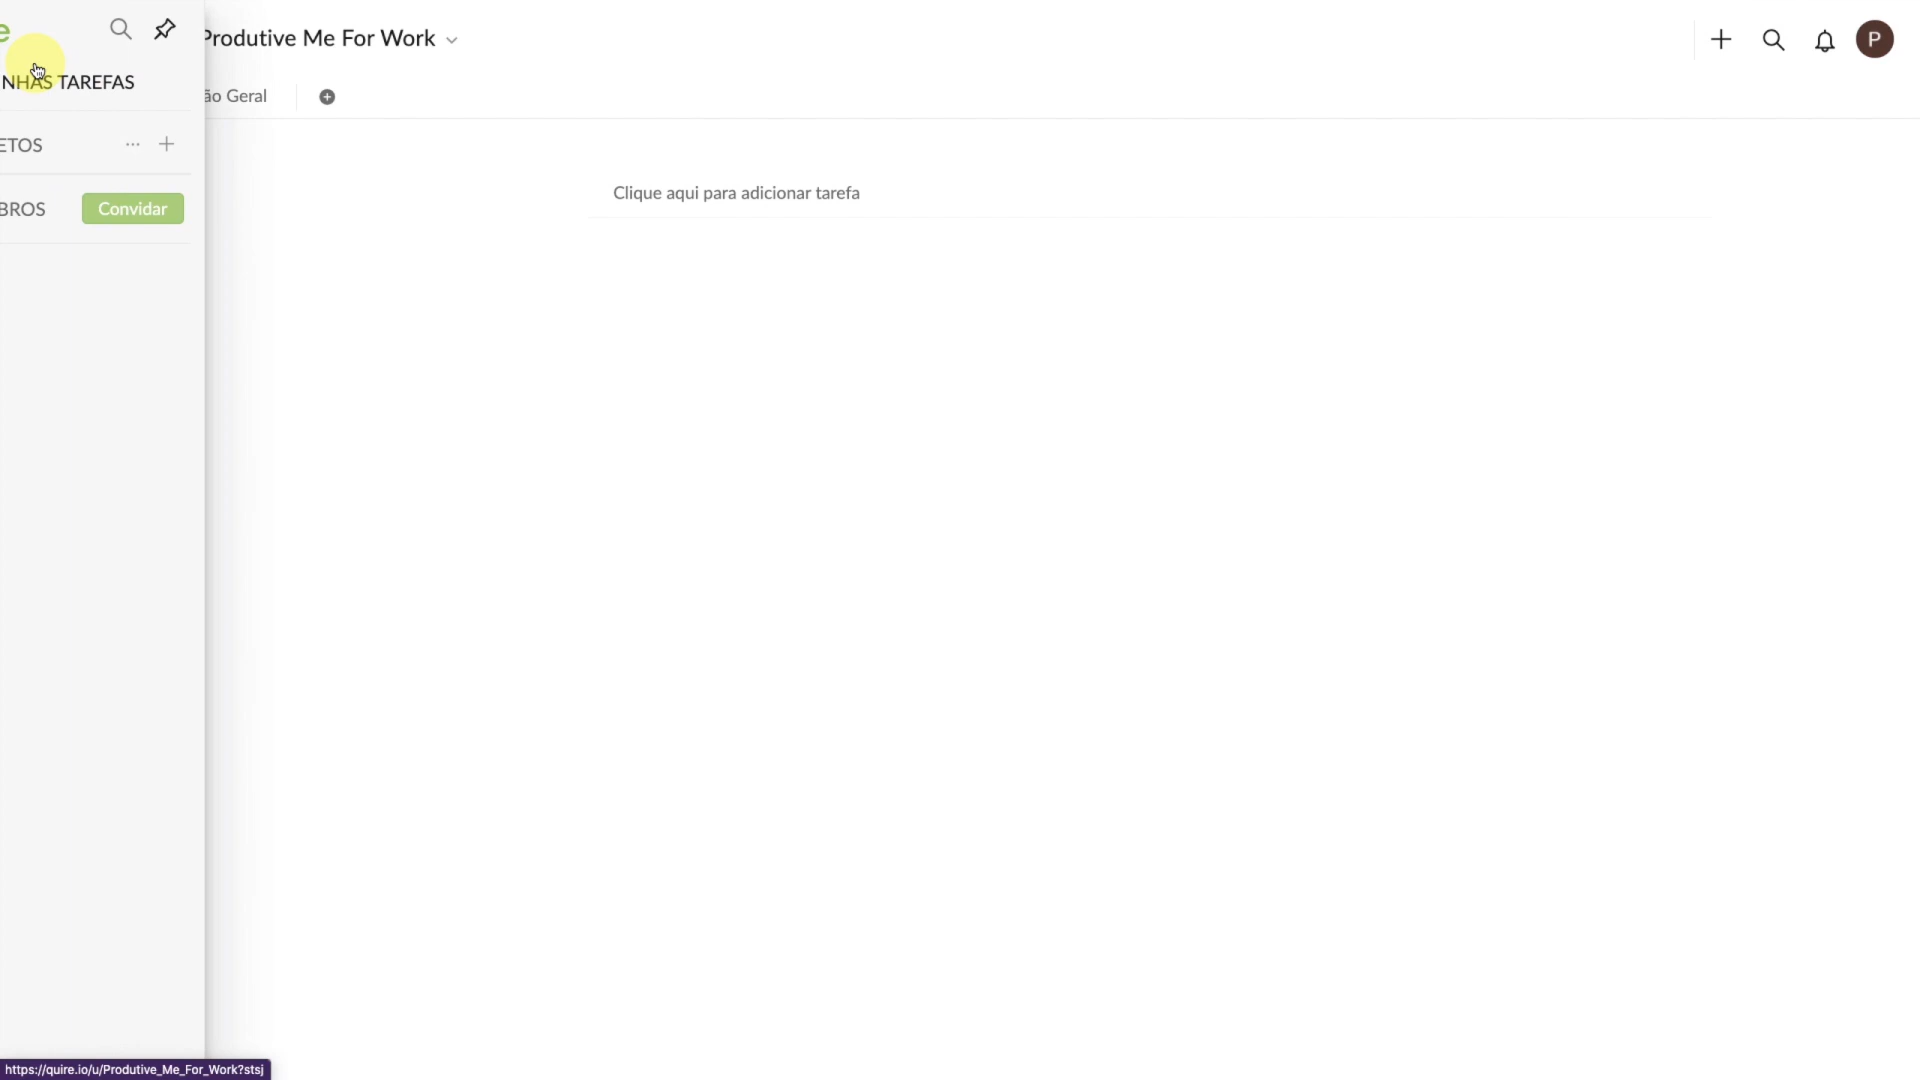 e
Produtive Me For Work
P
NHAS TAREFAS
ão Geral
ETOS
BROS
Convidar
Clique aqui para adicionar tarefa
https://quire.io/u/Produtive_Me_For_Work?stsj